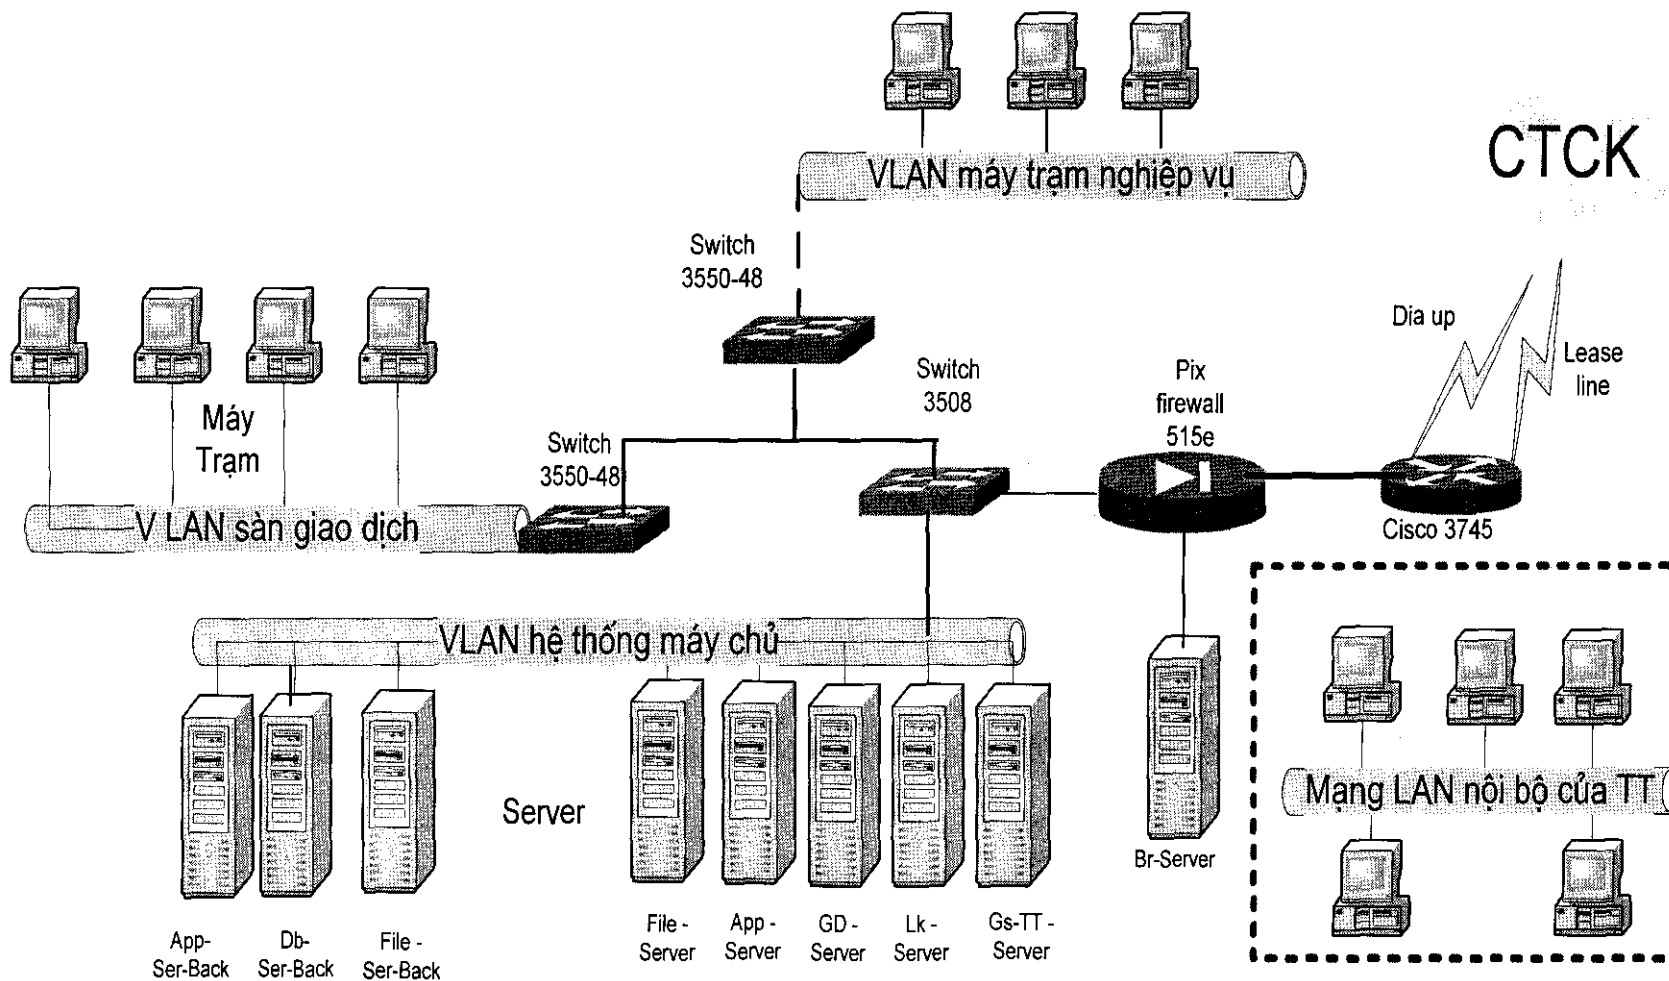 CTCK
VLAN máy trạm nghiệp vụ
Switch
3550-48
Dia up
Lease
line
Switch
3508
Pix
firewall
515e
Máy
Trạm
Switch
3550-48
V LAN sàn giao dịch
Cisco 3745
VLAN hệ thống máy chủ
Server
Mạng LAN nội bộ của TT
Br-Server
App-
Ser-Back
Db-
Ser-Back
File -
Ser-Back
File -
Server
App -
Server
GD -
Server
Lk -
Server
Gs-TT -
Server